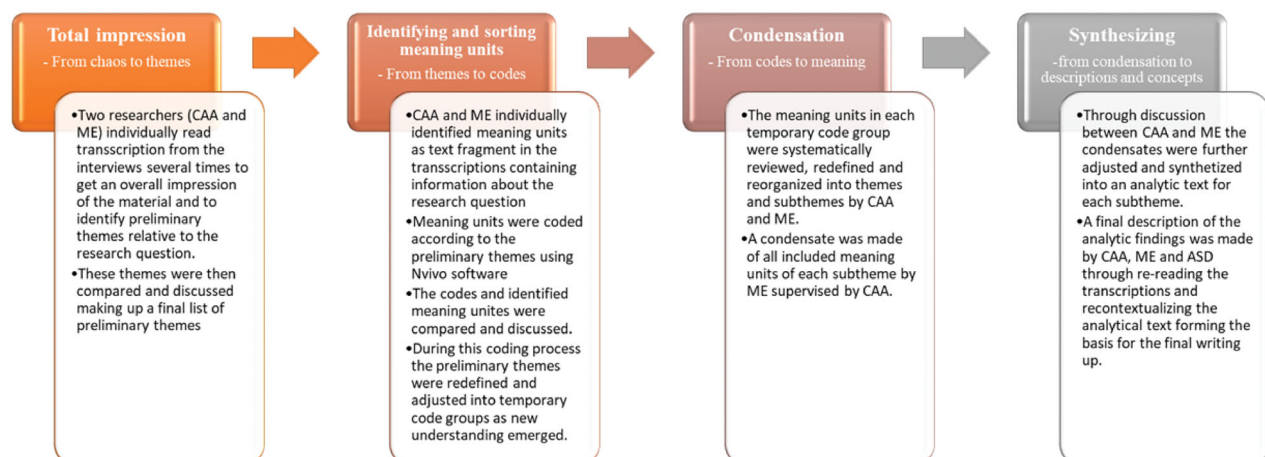 Total impression
- From chaos to themes
•Two researchers (CAA and
ME) individually read
transscription from the
interviews several times to
get an overall impression
of the material and to
identify preliminary
themes relative to the
research question.
•These themes were then
compared and discussed
making up a final list of
preliminary themes
Identifying and sorting
meaning units
- From themes to codes
•CAA and ME individually
identified meaning units
as text fragment in the
transscriptions containing
information about the
research question
•Meaning units were coded
according to the
preliminary themes using
Nvivo software
•The codes and identified
meaning unites were
compared and discussed.
•During this coding process
the preliminary themes
were redefined and
adjusted into temporary
code groups as new
understanding emerged.
Condensation
- From codes to meaning
•The meaning units in each
temporary code group
were systematically
reviewed, redefined and
reorganized into themes
and subthemes by CAA
and ME.
•A condensate was made
of all included meaning
units of each subtheme by
ME supervised by CAA.
Synthesizing
-from condensation to
descriptions and concepts
•Through discussion
between CAA and ME the
condensates were further
adjusted and synthetized
into an analytic text for
each subtheme.
•A final description of the
analytic findings was made
by CAA, ME and ASD
through re-reading the
transcriptions and
recontextualizing the
analytical text forming the
basis for the final writing
up.